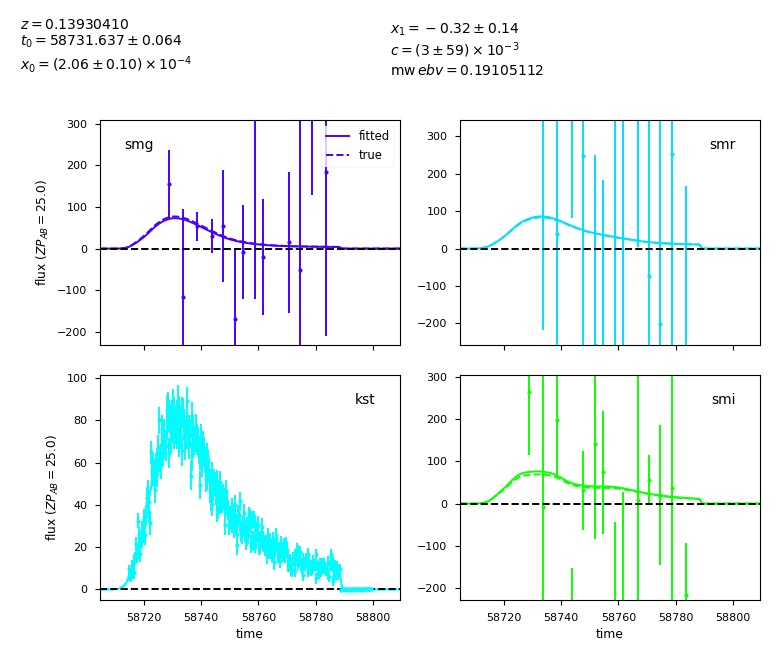 z = 0.13930410
t₀ = 58731.637 ± 0.064
x₀ = (2.06 ± 0.10) × 10⁻⁴
x₁ = −0.32 ± 0.14
c = (3 ± 59) × 10⁻³
mw ebv = 0.19105112
smg
fitted
true
300
200
100
0
−100
−200
flux (ZP_AB = 25.0)
smr
300
200
100
0
−100
−200
kst
100
80
60
40
20
0
flux (ZP_AB = 25.0)
58720 58740 58760 58780 58800
time
smi
300
200
100
0
−100
−200
58720 58740 58760 58780 58800
time